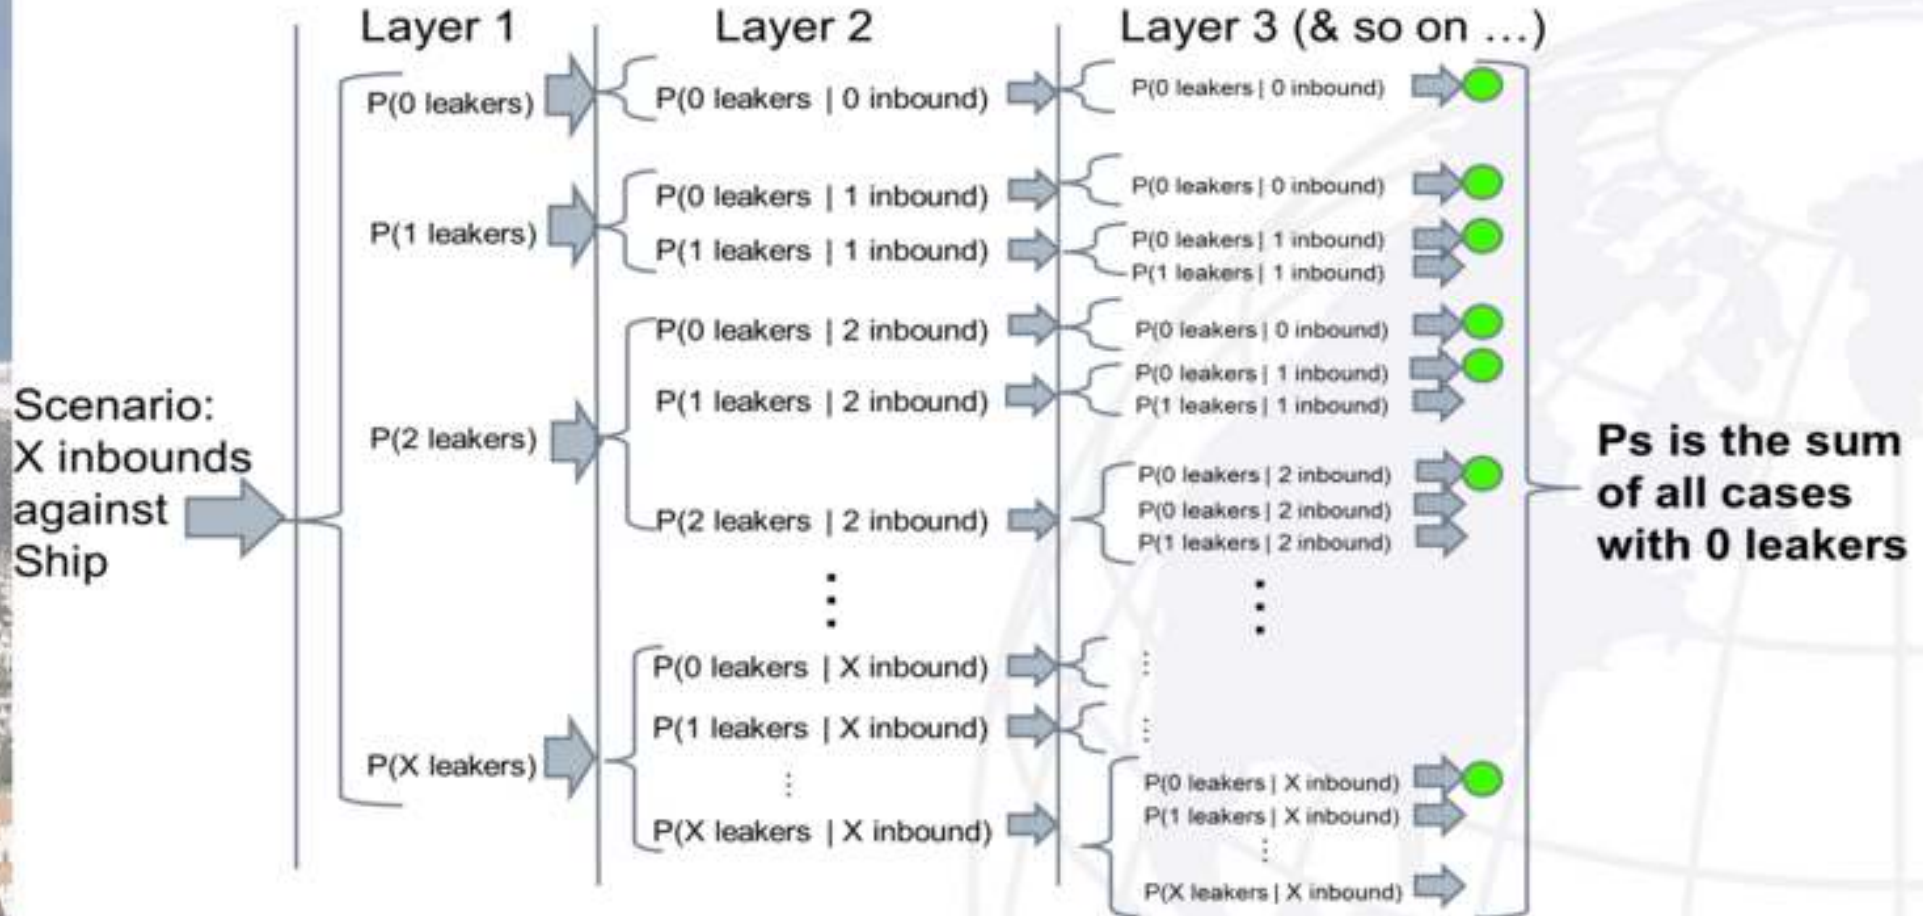 Layer 1
Layer 2
Layer 3 (& so on ...)
Scenario:
X inbounds
against
Ship
P(0 leakers)
P(1 leakers)
P(2 leakers)
P(X leakers)
P(0 leakers | 0 inbound)
P(0 leakers | 1 inbound)
P(1 leakers | 1 inbound)
P(0 leakers | 2 inbound)
P(1 leakers | 2 inbound)
P(2 leakers | 2 inbound)
⋮
P(0 leakers | X inbound)
P(1 leakers | X inbound)
⋮
P(X leakers | X inbound)
P(0 leakers | 0 inbound)
P(0 leakers | 0 inbound)
P(0 leakers | 1 inbound)
P(1 leakers | 1 inbound)
P(0 leakers | 0 inbound)
P(0 leakers | 1 inbound)
P(1 leakers | 1 inbound)
P(0 leakers | 2 inbound)
P(0 leakers | 2 inbound)
P(1 leakers | 2 inbound)
⋮
⋮
⋮
P(0 leakers | X inbound)
P(1 leakers | X inbound)
⋮
P(X leakers | X inbound)
Ps is the sum
of all cases
with 0 leakers